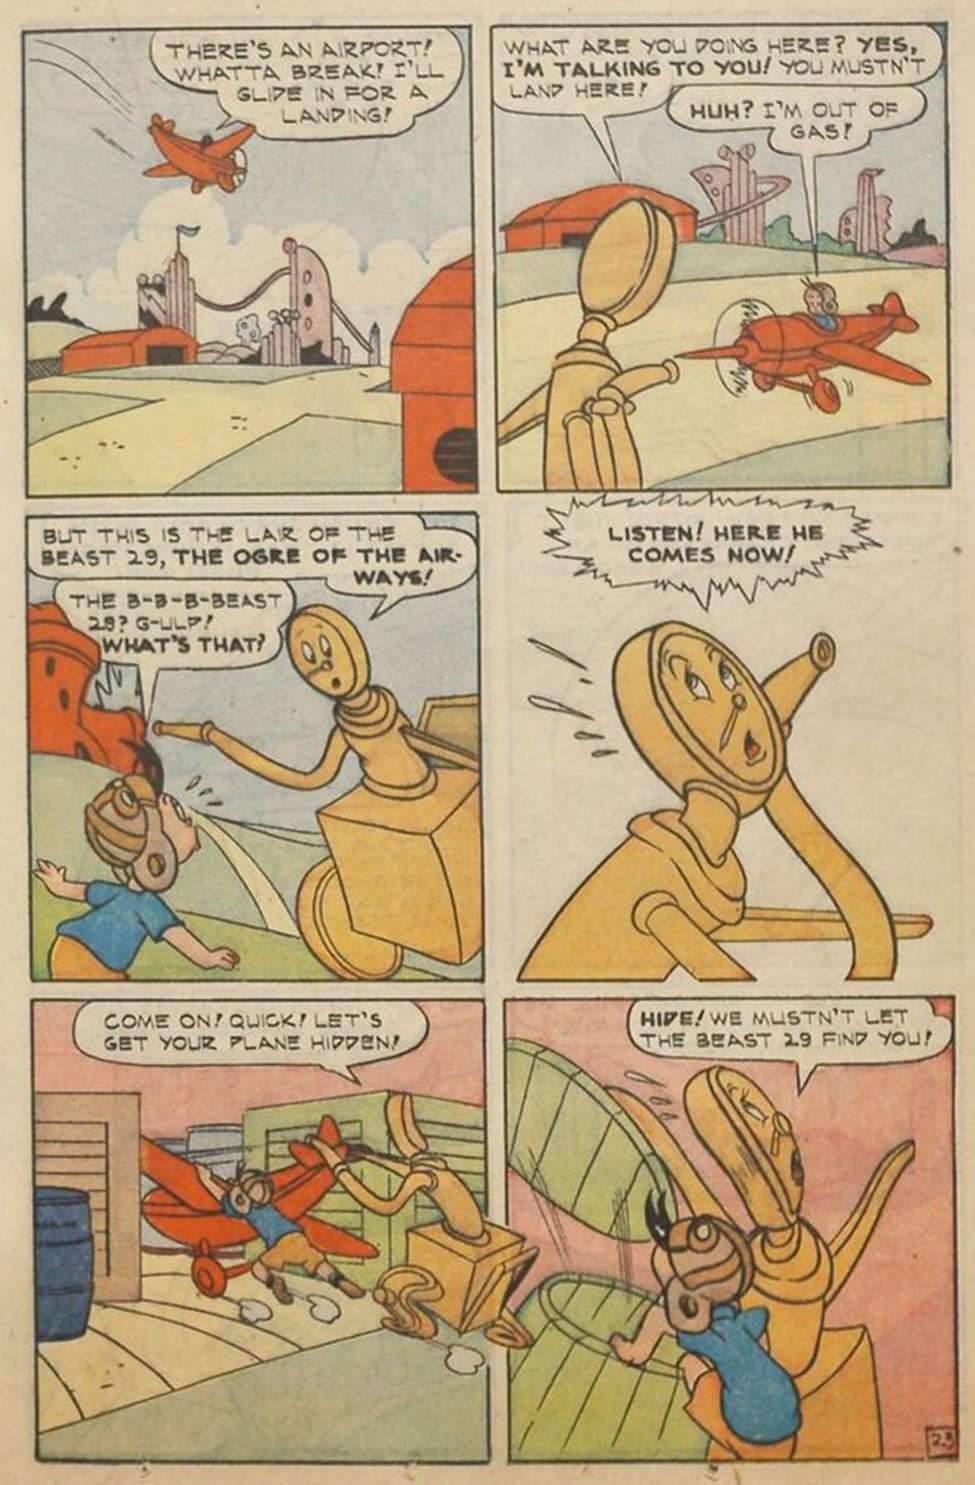 THERE'S AN AIRPORT!
WHATTA BREAK! I'LL
GLIDE IN FOR A
LANDING!
WHAT ARE YOU DOING HERE? YES,
I'M TALKING TO YOU! YOU MUSTN'T
LAND HERE!
HUH? I'M OUT OF
GAS!
BUT THIS IS THE LAIR OF THE
BEAST 29, THE OGRE OF THE AIR-
WAYS!
THE B-B-B-BEAST
29? G-ULP!
WHAT'S THAT?
LISTEN! HERE HE
COMES NOW!
COME ON! QUICK! LET'S
GET YOUR PLANE HIDDEN!
HIDE! WE MUSTN'T LET
THE BEAST 29 FIND YOU!
23